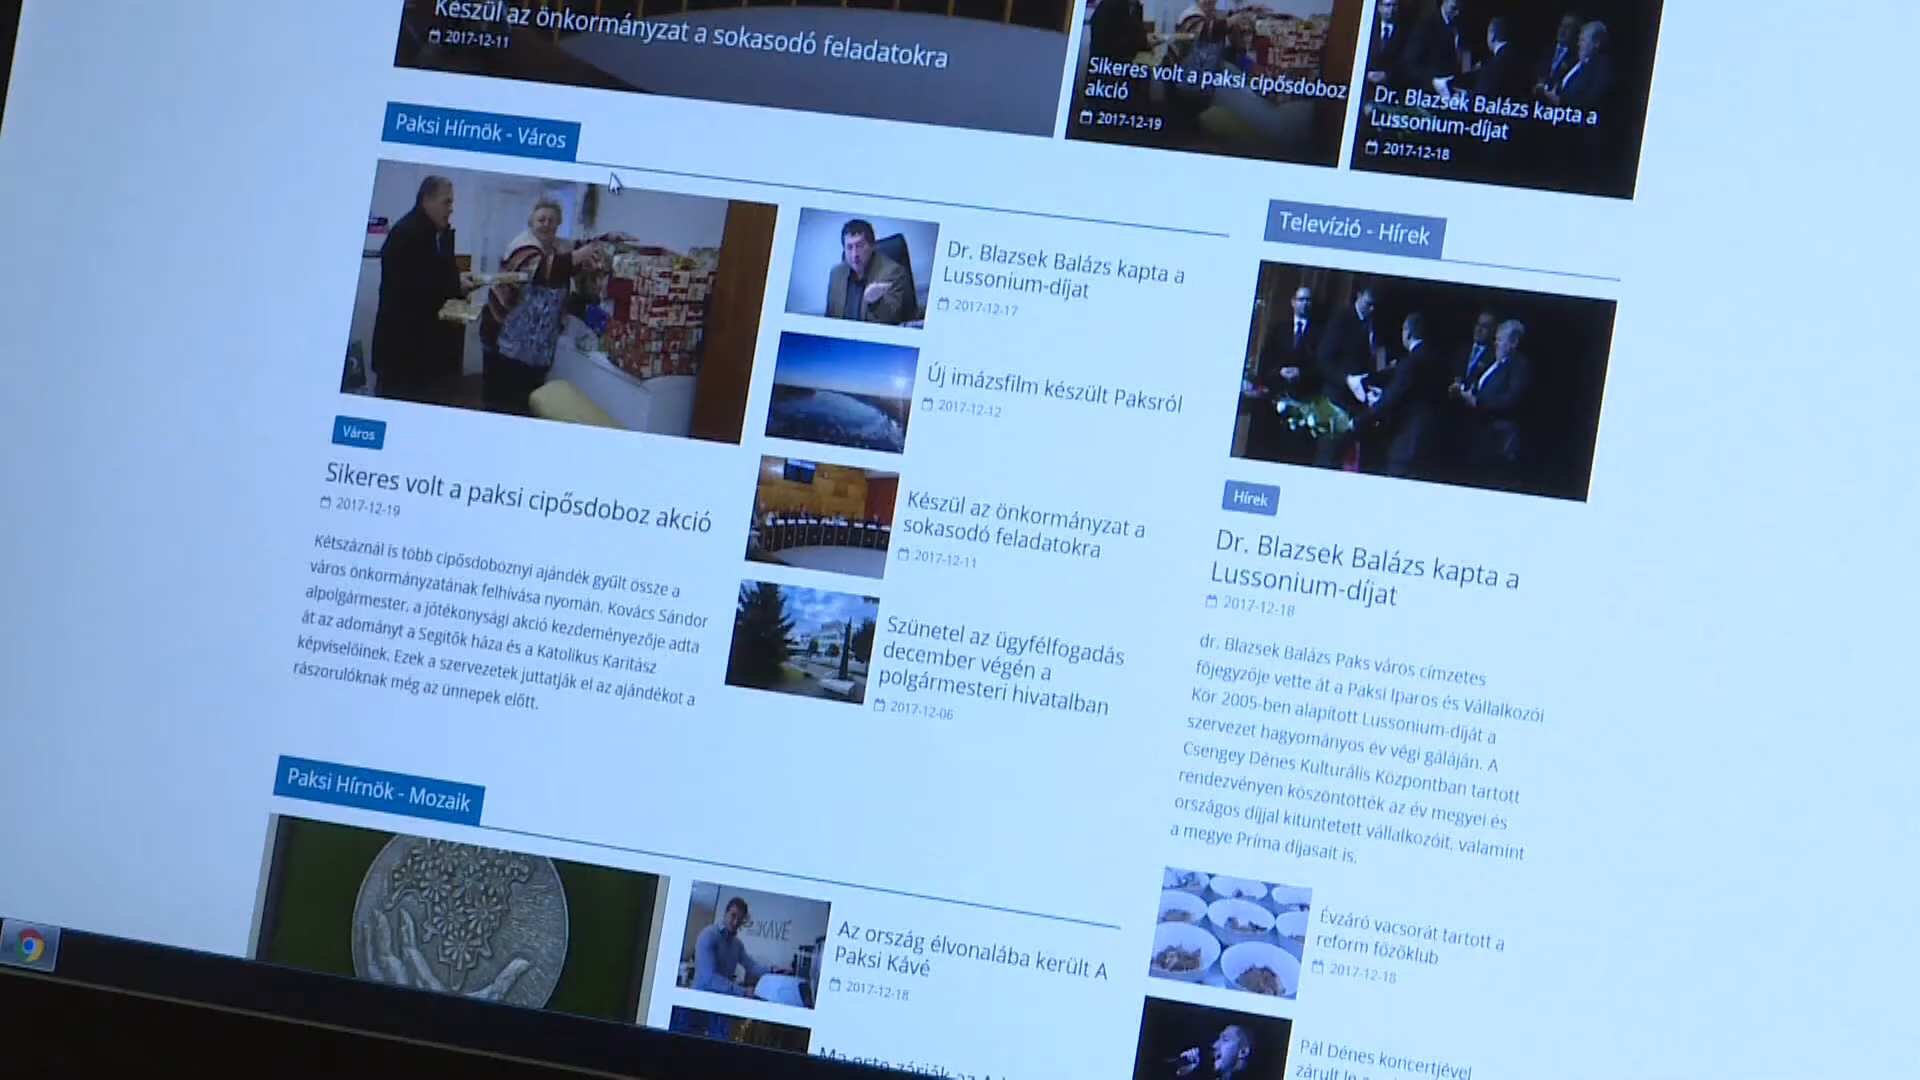 Készül az önkormányzat a sokasodó feladatokra
2017-12-11
Sikeres volt a paksi cipősdoboz
akció
2017-12-19
Dr. Blazsek Balázs kapta a
Lussonium-díjat
2017-12-18
Paksi Hírnök - Város
Város
Sikeres volt a paksi cipősdoboz akció
2017-12-19
Kétszáznál is több cipősdoboznyi ajándék gyűlt össze a
város önkormányzatának felhívása nyomán. Kovács Sándor
alpolgármester, a jótékonysági akció kezdeményezője adta
át az adományt a Segítők háza és a Katolikus Karitász
képviselőinek. Ezek a szervezetek juttatják el az ajándékot a
rászorulóknak még az ünnepek előtt.
Dr. Blazsek Balázs kapta a
Lussonium-díjat
2017-12-17
Új imázsfilm készült Paksról
2017-12-12
Készül az önkormányzat a
sokasodó feladatokra
2017-12-11
Szünetel az ügyfélfogadás
december végén a
polgármesteri hivatalban
2017-12-06
Televízió - Hírek
Hírek
Dr. Blazsek Balázs kapta a
Lussonium-díjat
2017-12-18
dr. Blazsek Balázs Paks város címzetes
főjegyzője vette át a Paksi Iparos és Vállalkozói
Kör 2005-ben alapított Lussonium-díját a
szervezet hagyományos év végi gáláján. A
Csengey Dénes Kulturális Központban tartott
rendezvényen köszöntötték az év megyei és
országos díjjal kitüntetett vállalkozóit, valamint
a megye Príma díjasait is.
Évzáró vacsorát tartott a
reform főzőklub
2017-12-18
Pál Dénes koncertjével
zárult le
Paksi Hírnök - Mozaik
KÁVÉ
Az ország élvonalába került A
Paksi Kávé
2017-12-18
Ma este zárják az A